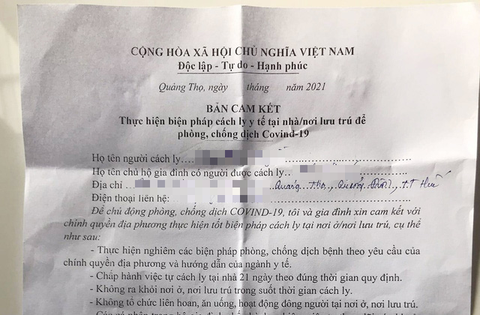 CỘNG HÒA XÃ HỘI CHỦ NGHĨA VIỆT NAM
Độc lập - Tự do - Hạnh phúc
Quảng Thọ, ngày tháng năm 2021
BẢN CAM KẾT
Thực hiện biện pháp cách ly y tế tại nhà/nơi lưu trú để
phòng, chống dịch Covid-19
Họ tên người cách ly
Họ tên chủ hộ gia đình có người được cách ly
Địa chỉ Quảng Thọ, Quảng Điền, T.T Huế
Điện thoại liên hệ:
Để chủ động phòng, chống dịch COVID-19, tôi và gia đình xin cam kết với
chính quyền địa phương thực hiện tốt biện pháp cách ly tại nơi ở/nơi lưu trú, cụ thể
như sau:
- Thực hiện nghiêm các biện pháp phòng, chống dịch bệnh theo yêu cầu của
chính quyền địa phương và hướng dẫn của ngành y tế.
- Chấp hành việc tự cách ly tại nhà 21 ngày theo đúng thời gian quy định.
- Không ra khỏi nơi ở, nơi lưu trú trong suốt thời gian cách ly.
- Không tổ chức liên hoan, ăn uống, hoạt động đông người tại nơi ở, nơi lưu trú.